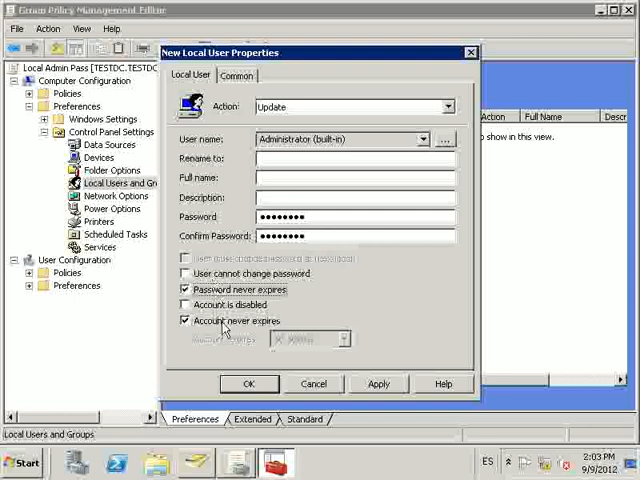 Group Policy Management Editor
File Action View Help
New Local User Properties
Local Admin Pass [TESTDC.TESTDC
Computer Configuration
Policies
Preferences
Windows Settings
Control Panel Settings
Data Sources
Devices
Folder Options
Local Users and Gro
Network Options
Power Options
Printers
Scheduled Tasks
Services
User Configuration
Policies
Preferences
Local User Common
Action: Update
User name: Administrator (built-in) ...
Rename to:
Full name:
Description:
Password ••••••••
Confirm Password: ••••••••
User cannot change password
Password never expires
Account is disabled
Account never expires
OK Cancel Apply Help
Action Full Name Descr
o show in this view.
Preferences Extended Standard
Local Users and Groups
Start
ES
2:03 PM
9/9/2012